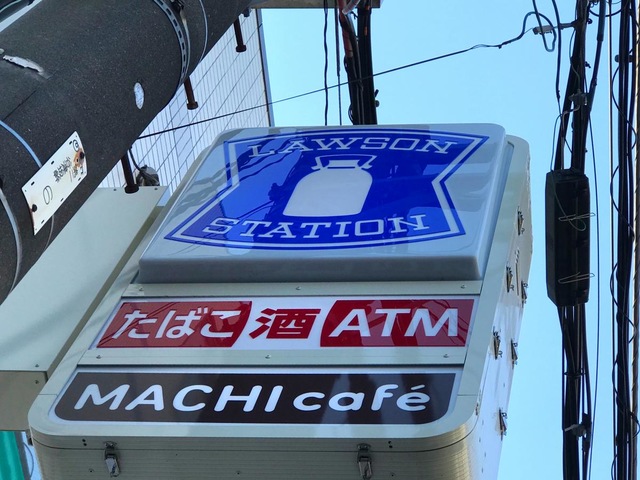 LAWSON
STATION
たばこ 酒 ATM
MACHI café